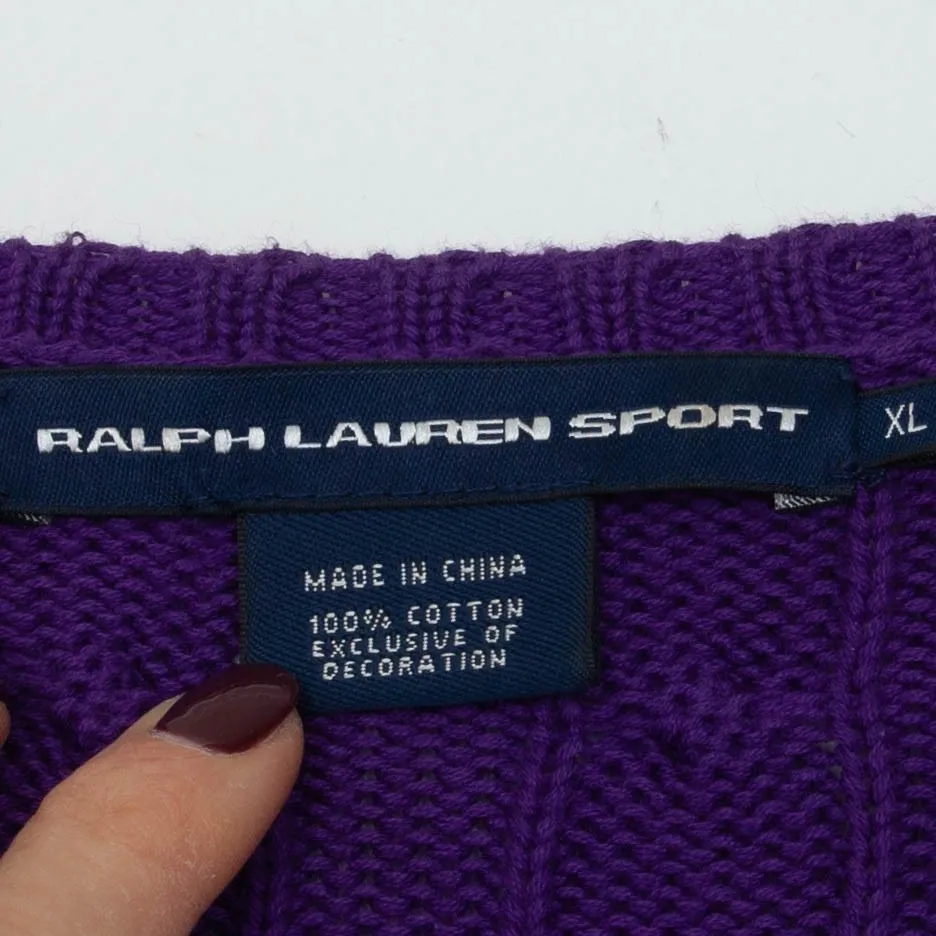 RALPH LAUREN SPORT
XL
MADE IN CHINA
100% COTTON
EXCLUSIVE OF
DECORATION